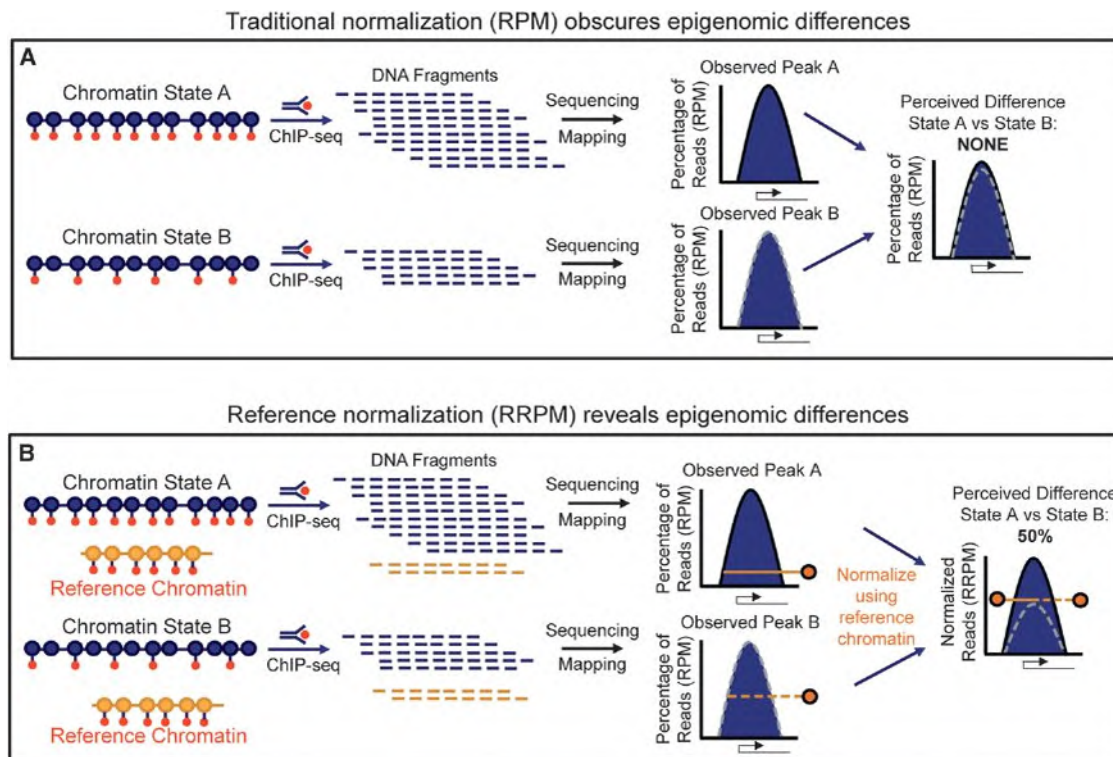 Traditional normalization (RPM) obscures epigenomic differences
A
Chromatin State A
ChIP-seq
DNA Fragments
Sequencing
Mapping
Observed Peak A
Percentage of
Reads (RPM)
Perceived Difference
State A vs State B:
NONE
Percentage of
Reads (RPM)
Chromatin State B
ChIP-seq
Sequencing
Mapping
Observed Peak B
Percentage of
Reads (RPM)
Reference normalization (RRPM) reveals epigenomic differences
B
Chromatin State A
ChIP-seq
DNA Fragments
Sequencing
Mapping
Observed Peak A
Percentage of
Reads (RPM)
Reference Chromatin
Normalize
using
reference
chromatin
Perceived Difference
State A vs State B:
50%
Normalized
Reads (RRPM)
Chromatin State B
ChIP-seq
Sequencing
Mapping
Observed Peak B
Percentage of
Reads (RPM)
Reference Chromatin